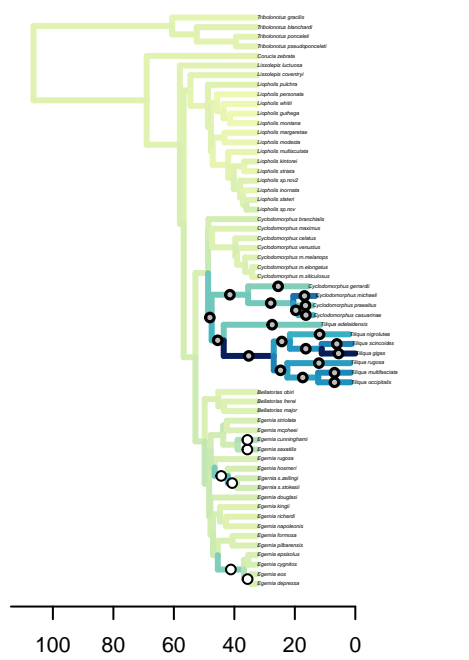 Tribolonotus gracilis
Tribolonotus blanchardi
Tribolonotus ponceleti
Tribolonotus pseudoponceleti
Corucia zebrata
Lissolepis luctuosa
Lissolepis coventryi
Liopholis pulchra
Liopholis personata
Liopholis whitii
Liopholis guthega
Liopholis montana
Liopholis margaretae
Liopholis modesta
Liopholis multiscutata
Liopholis kintorei
Liopholis striata
Liopholis sp.nov2
Liopholis inornata
Liopholis slateri
Liopholis sp.nov
Cyclodomorphus branchialis
Cyclodomorphus maximus
Cyclodomorphus celatus
Cyclodomorphus venustus
Cyclodomorphus m.melanops
Cyclodomorphus m.elongatus
Cyclodomorphus m.siticulosus
Cyclodomorphus gerrardii
Cyclodomorphus michaeli
Cyclodomorphus praealtus
Cyclodomorphus casuarinae
Tiliqua adelaidensis
Tiliqua nigrolutea
Tiliqua scincoides
Tiliqua gigas
Tiliqua rugosa
Tiliqua multifasciata
Tiliqua occipitalis
Bellatorias obiri
Bellatorias frerei
Bellatorias major
Egernia striolata
Egernia mcpheei
Egernia cunninghami
Egernia saxatilis
Egernia rugosa
Egernia hosmeri
Egernia s.zellingi
Egernia s.stokesii
Egernia douglasi
Egernia kingii
Egernia richardi
Egernia napoleonis
Egernia formosa
Egernia pilbarensis
Egernia epsisolus
Egernia cygnitos
Egernia eos
Egernia depressa
100 80 60 40 20 0